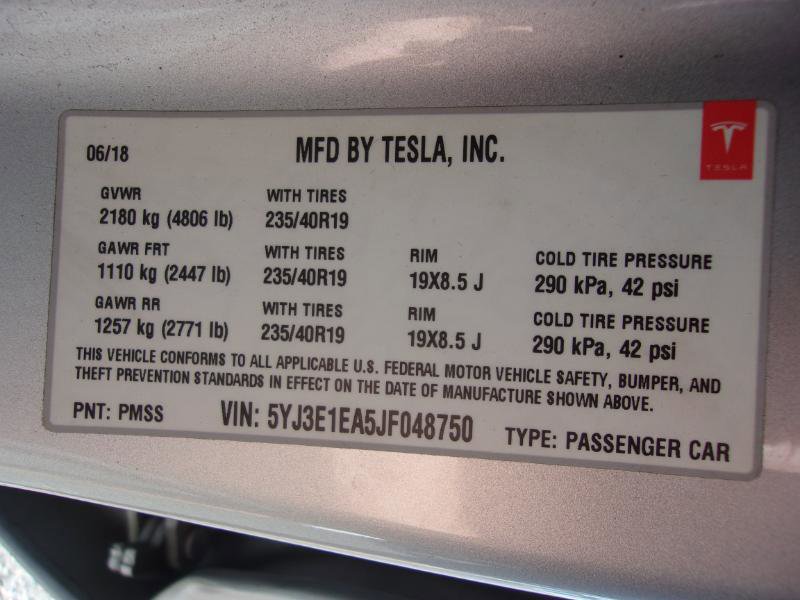 06/18 MFD BY TESLA, INC.
TESLA
GVWR WITH TIRES
2180 kg (4806 lb) 235/40R19
GAWR FRT WITH TIRES RIM COLD TIRE PRESSURE
1110 kg (2447 lb) 235/40R19 19X8.5 J 290 kPa, 42 psi
GAWR RR WITH TIRES RIM COLD TIRE PRESSURE
1257 kg (2771 lb) 235/40R19 19X8.5 J 290 kPa, 42 psi
THIS VEHICLE CONFORMS TO ALL APPLICABLE U.S. FEDERAL MOTOR VEHICLE SAFETY, BUMPER, AND
THEFT PREVENTION STANDARDS IN EFFECT ON THE DATE OF MANUFACTURE SHOWN ABOVE.
PNT: PMSS VIN: 5YJ3E1EA5JF048750 TYPE: PASSENGER CAR